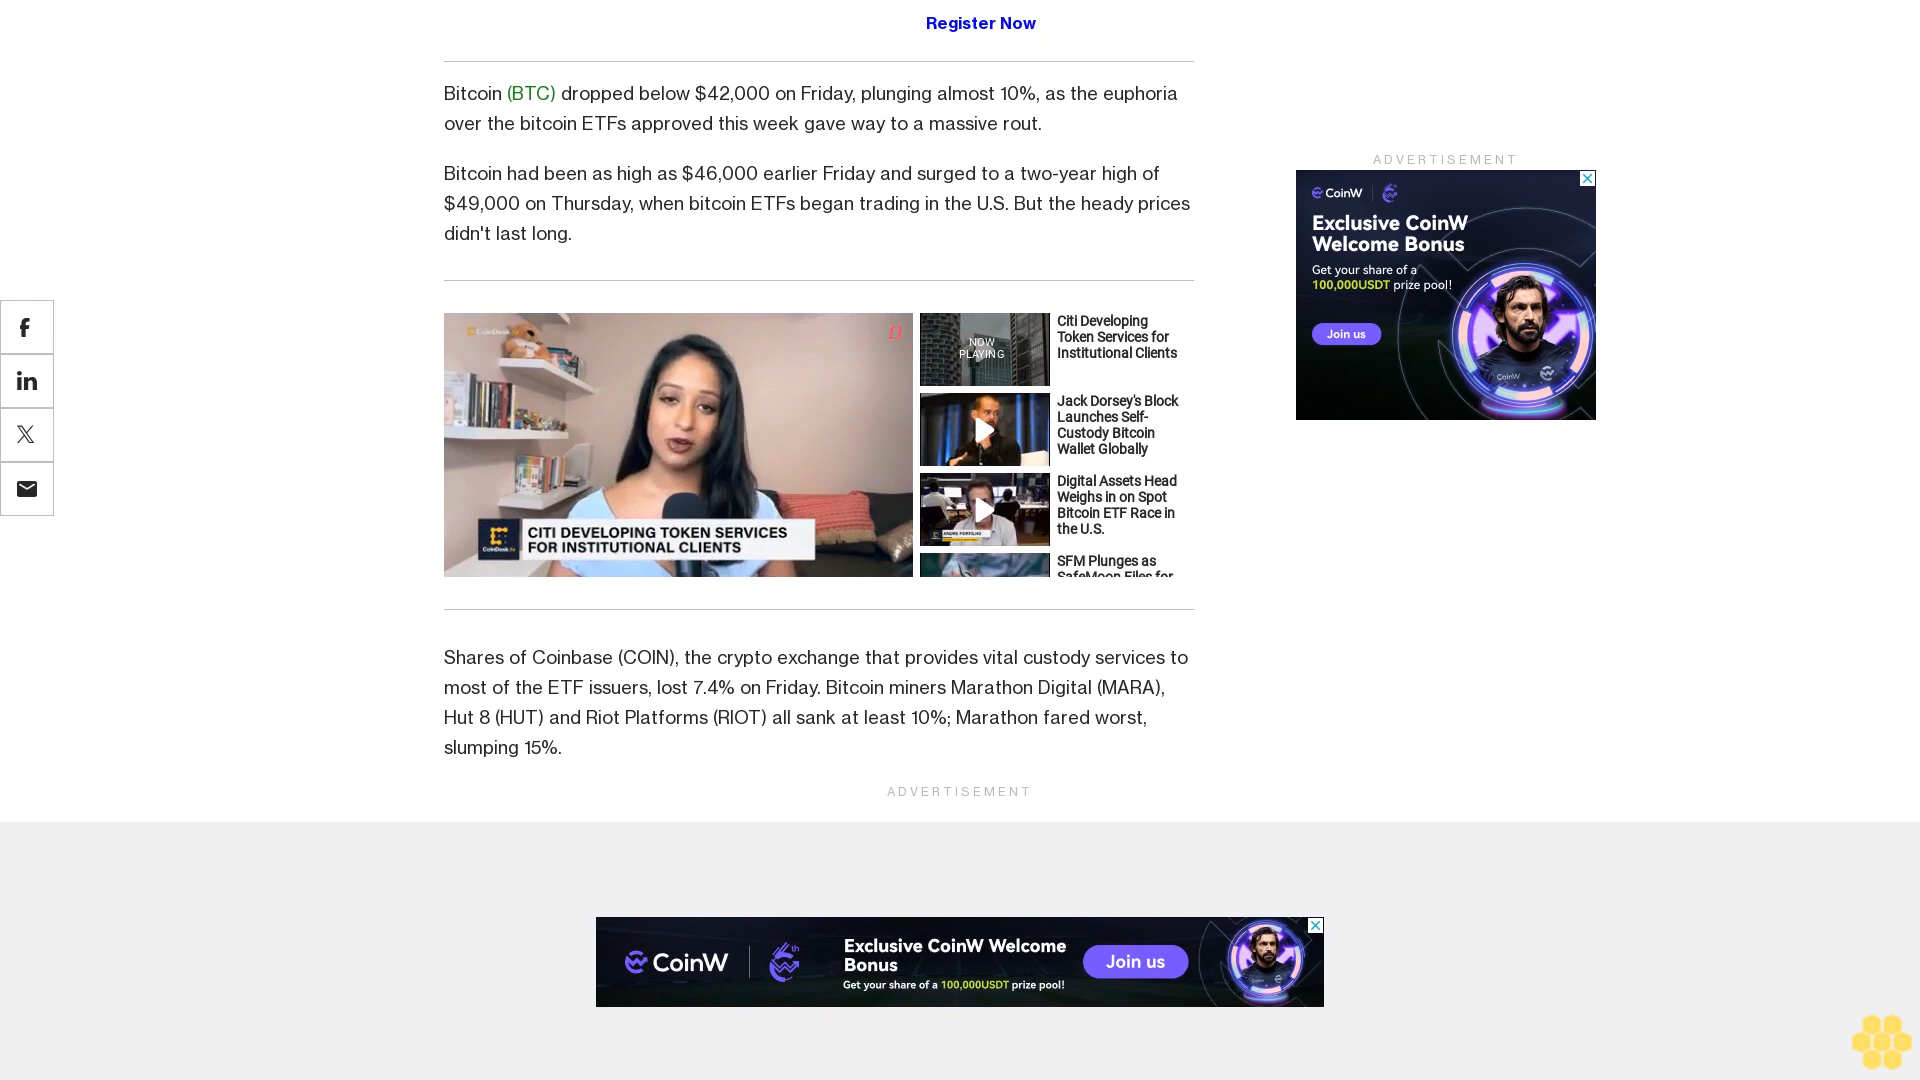 Register Now
Bitcoin (BTC) dropped below $42,000 on Friday, plunging almost 10%, as the euphoria
over the bitcoin ETFs approved this week gave way to a massive rout.
Bitcoin had been as high as $46,000 earlier Friday and surged to a two-year high of
$49,000 on Thursday, when bitcoin ETFs began trading in the U.S. But the heady prices
didn't last long.
CoinDesk tv
CITI DEVELOPING TOKEN SERVICES
FOR INSTITUTIONAL CLIENTS
CoinDesk.tv
NOW
PLAYING
Citi Developing
Token Services for
Institutional Clients
Jack Dorsey's Block
Launches Self-
Custody Bitcoin
Wallet Globally
Digital Assets Head
Weighs in on Spot
Bitcoin ETF Race in
the U.S.
SFM Plunges as
SafeMoon Files for
ADVERTISEMENT
CoinW
Exclusive CoinW
Welcome Bonus
Get your share of a
100,000USDT prize pool!
Join us
CoinW
Shares of Coinbase (COIN), the crypto exchange that provides vital custody services to
most of the ETF issuers, lost 7.4% on Friday. Bitcoin miners Marathon Digital (MARA),
Hut 8 (HUT) and Riot Platforms (RIOT) all sank at least 10%; Marathon fared worst,
slumping 15%.
ADVERTISEMENT
CoinW
th
Exclusive CoinW Welcome
Bonus
Get your share of a 100,000USDT prize pool!
Join us